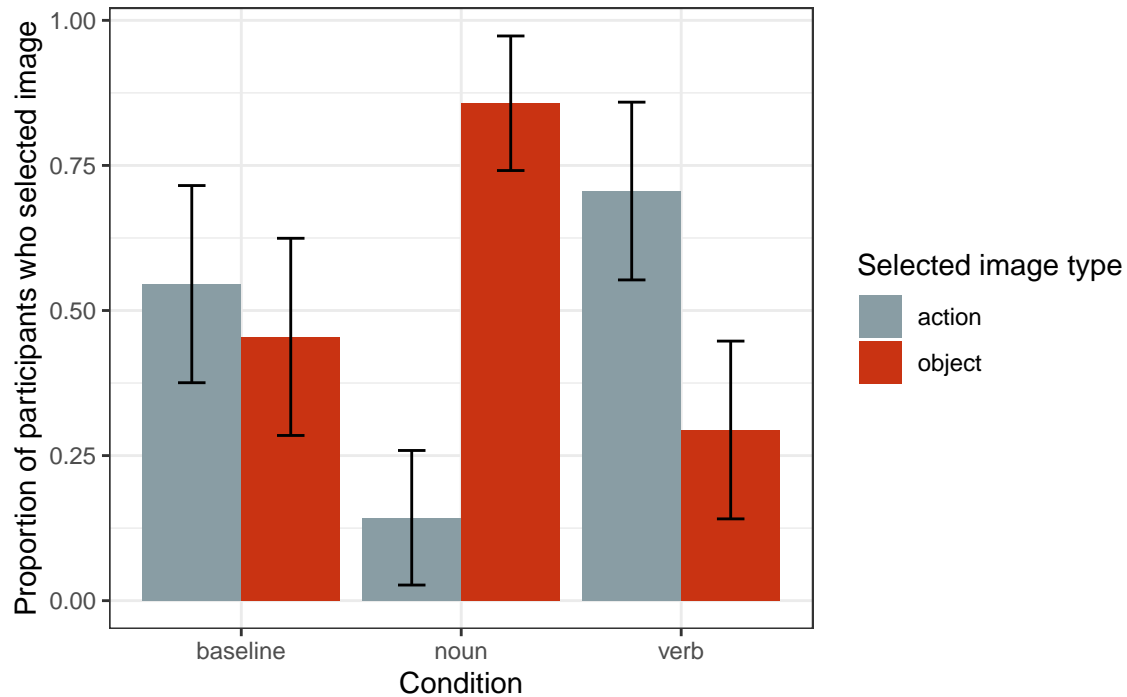 Proportion of participants who selected image
1.00
0.75
0.50
0.25
0.00
baseline noun verb
Condition
Selected image type
action
object